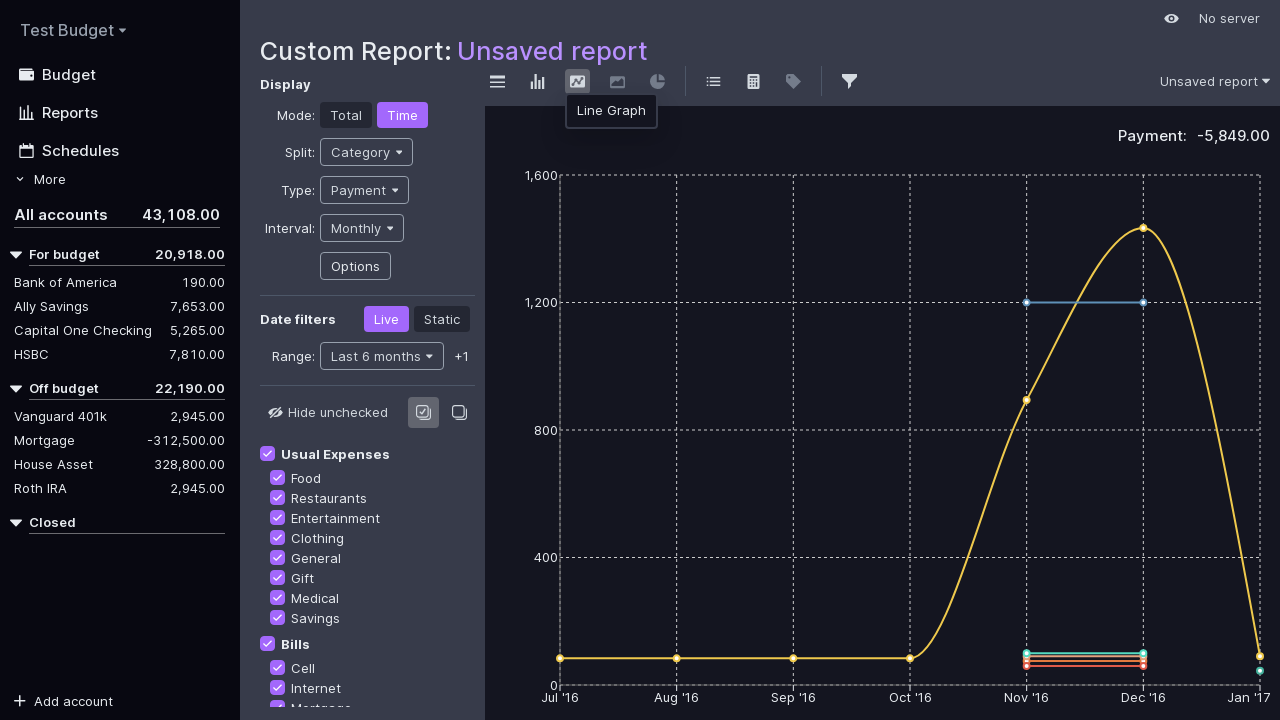 Test Budget
Budget
Reports
Schedules
More
All accounts 43,108.00
For budget 20,918.00
Bank of America 190.00
Ally Savings 7,653.00
Capital One Checking 5,265.00
HSBC 7,810.00
Off budget 22,190.00
Vanguard 401k 2,945.00
Mortgage -312,500.00
House Asset 328,800.00
Roth IRA 2,945.00
Closed
Add account
No server
Custom Report: Unsaved report
Display
Mode: Total Time
Split: Category
Type: Payment
Interval: Monthly
Options
Date filters Live Static
Range: Last 6 months +1
Hide unchecked
Usual Expenses
Food
Restaurants
Entertainment
Clothing
General
Gift
Medical
Savings
Bills
Cell
Internet
Mortgage
Unsaved report
Line Graph
Payment: -5,849.00
1,600
1,200
800
400
0
Jul '16 Aug '16 Sep '16 Oct '16 Nov '16 Dec '16 Jan '17